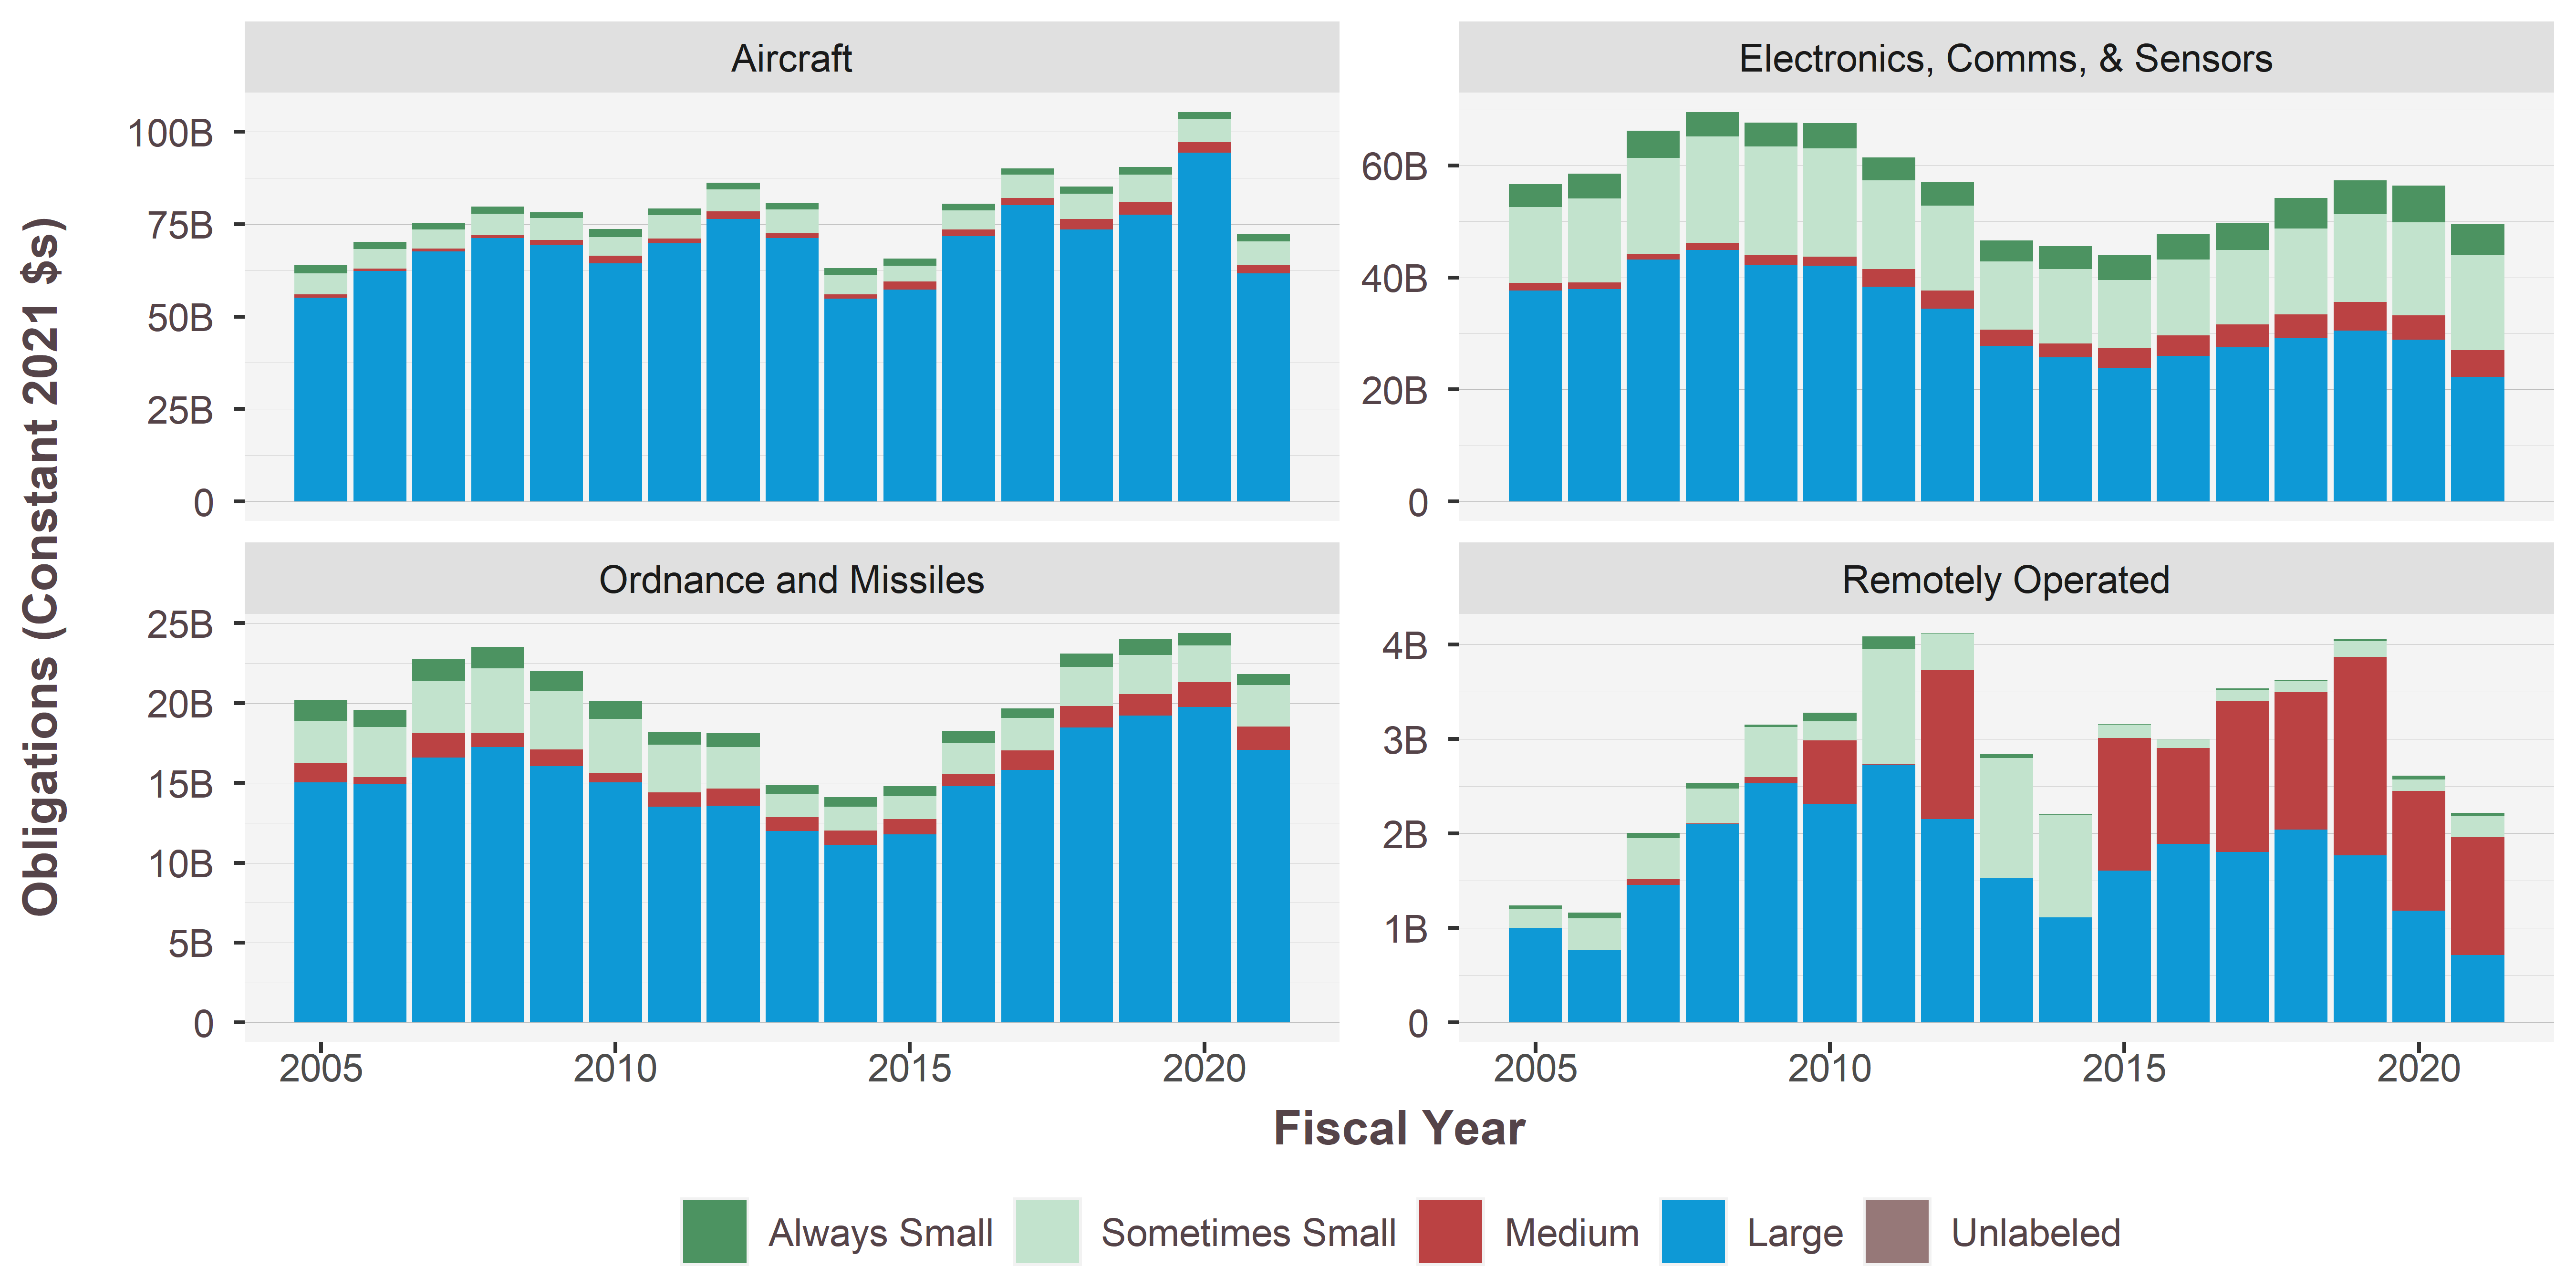 Aircraft
Electronics, Comms, & Sensors
100B
75B
50B
25B
0
60B
40B
20B
0
Ordnance and Missiles
Remotely Operated
25B
20B
15B
10B
5B
0
4B
3B
2B
1B
0
2005 2010 2015 2020
2005 2010 2015 2020
Obligations (Constant 2021 $s)
Fiscal Year
Always Small Sometimes Small Medium Large Unlabeled